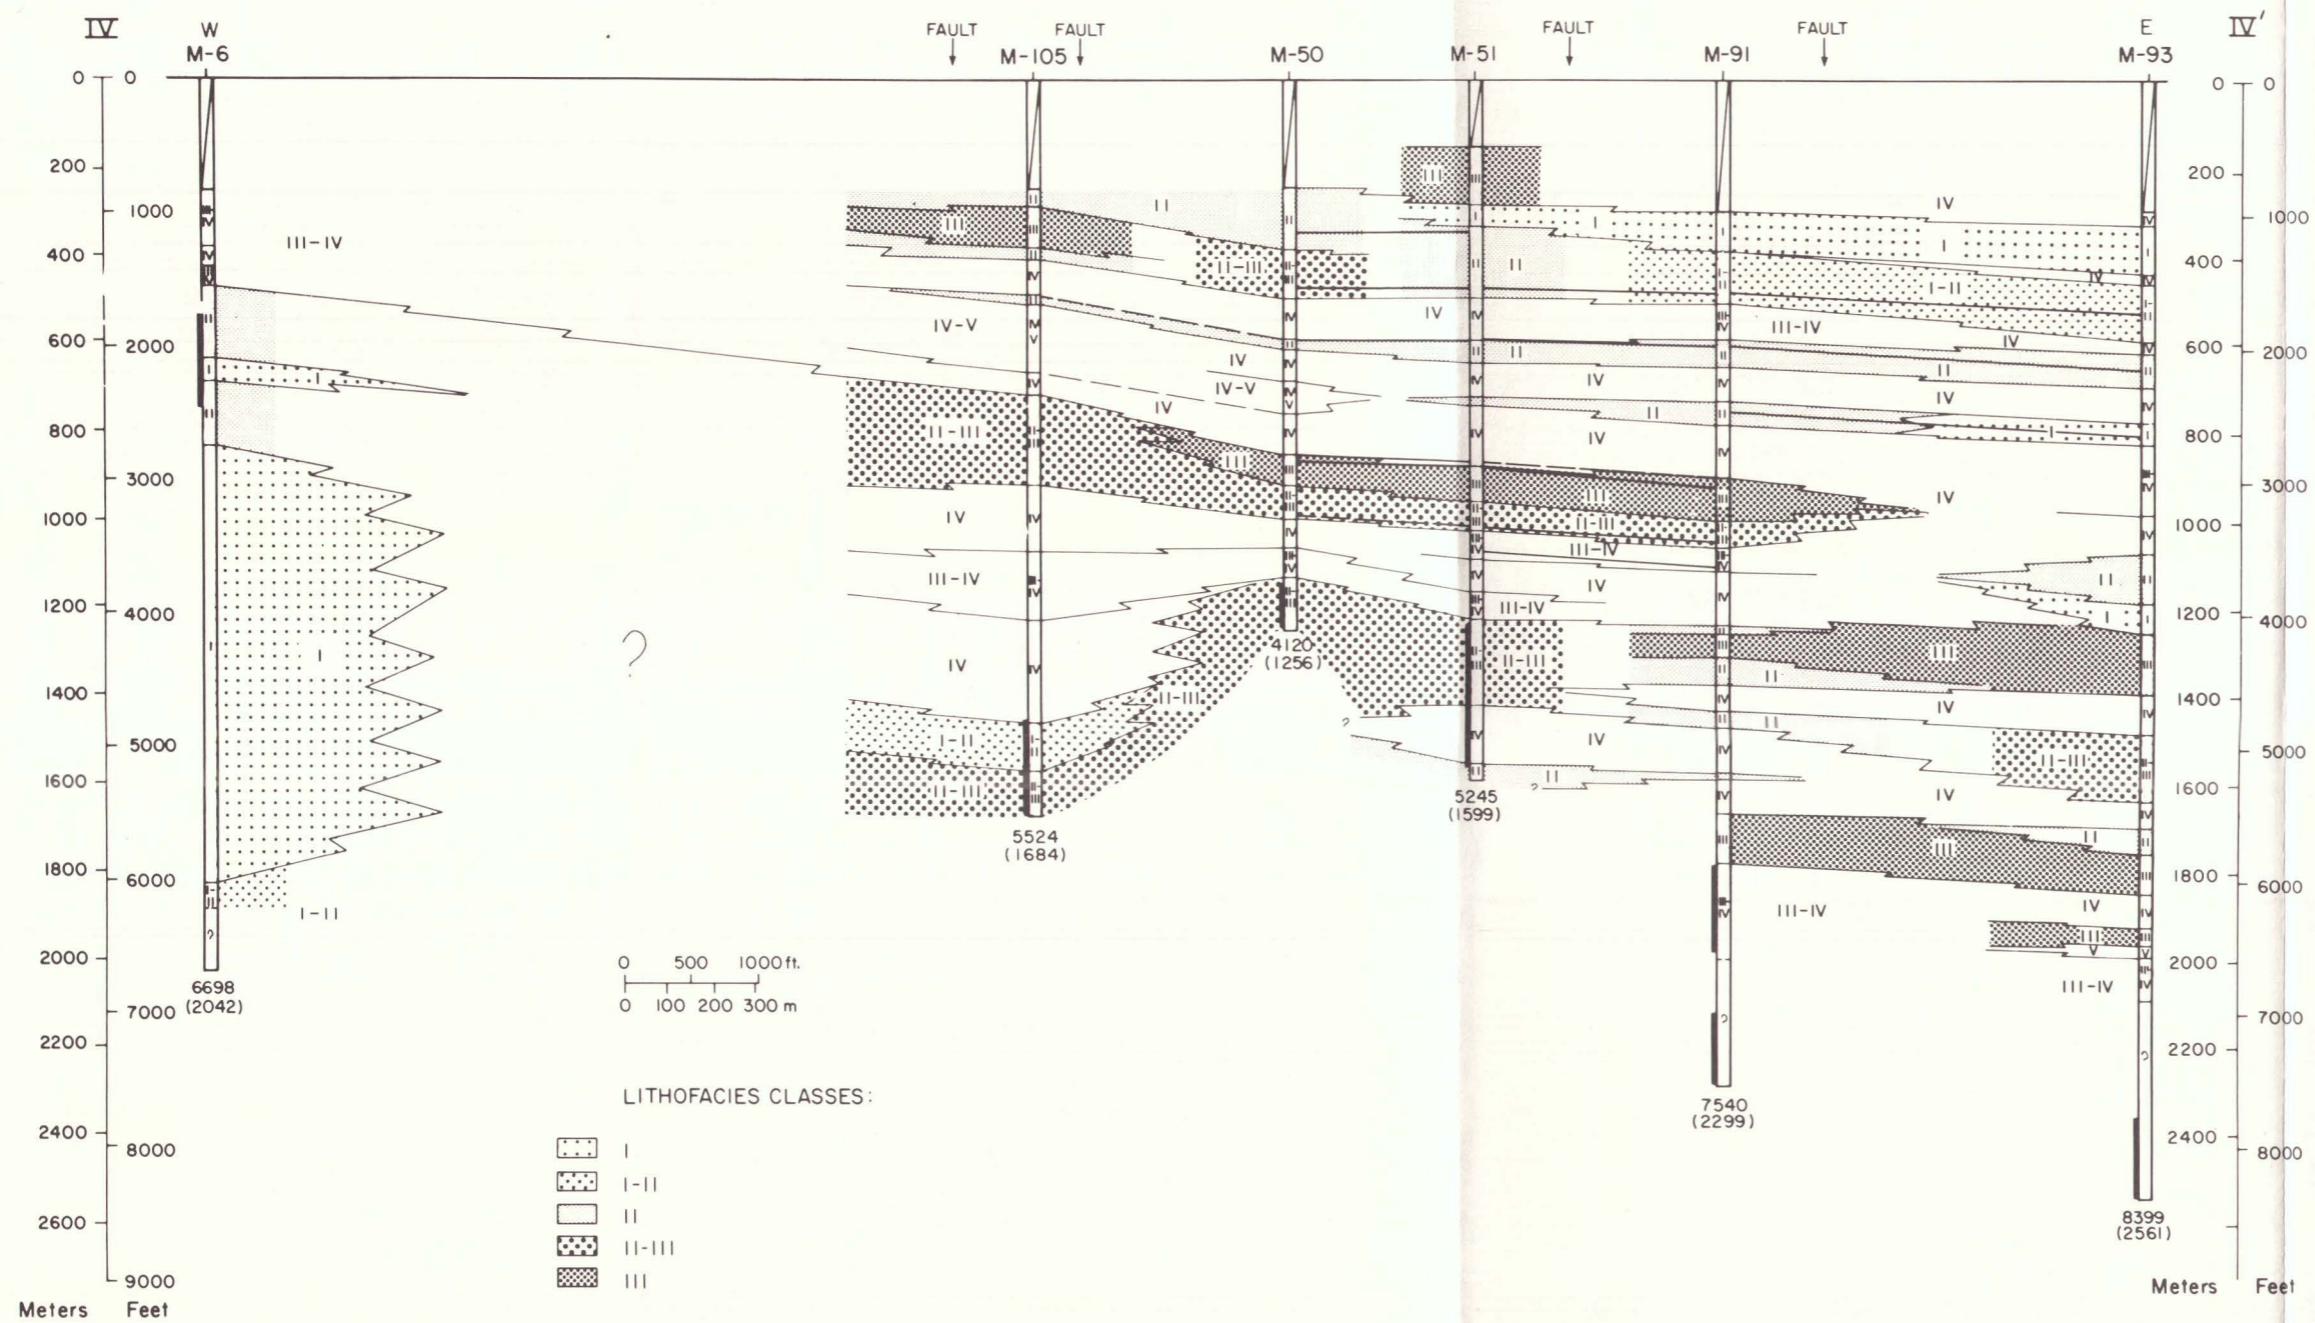 IV W FAULT FAULT FAULT FAULT E IV'
M-6 M-105 M-50 M-51 M-91 M-93
0 0 0 0
200 200
1000 1000
400 400
600 600
2000 2000
800 800
3000 3000
1000 1000
1200 1200
4000 4000
1400 1400
5000 5000
1600 1600
1800 1800
6000 6000
2000 2000
7000 7000
2200 2200
2400 2400
8000 8000
2600
9000
Meters Feet Meters Feet
III
IV
II
III
I
I
III-IV
II-III
II
IV
I-II
IV-V
IV
III-IV
IV
IV
II
IV
II
I
IV-V
IV
IV
II
IV
I
II-III
III
III
IV
IV
II-III
III-IV
III-IV
IV
II
III-IV
I
?
IV
I
II-III
II-III
III
II
IV
I-II
II-III
?
IV
II
II-III
II
?
IV
II
III
I-II
III-IV
IV
III
V
III-IV
4120
(1256)
5245
(1599)
5524
(1684)
6698
(2042)
7540
(2299)
8399
(2561)
0 500 1000 ft.
0 100 200 300 m
LITHOFACIES CLASSES:
I
I-II
II
II-III
III